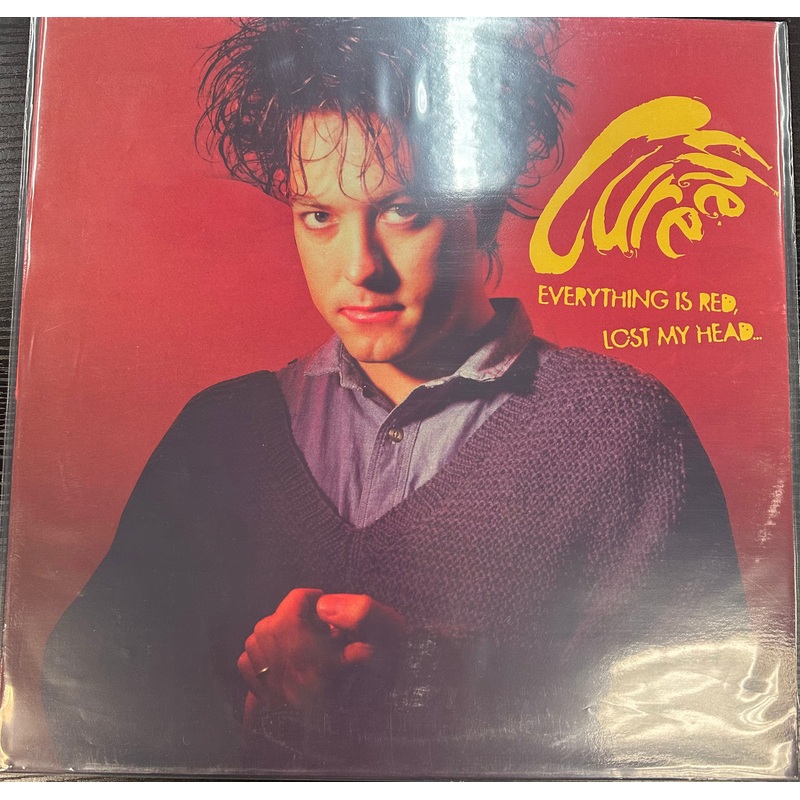 The Cure
EVERYTHING IS RED,
LOST MY HEAD...